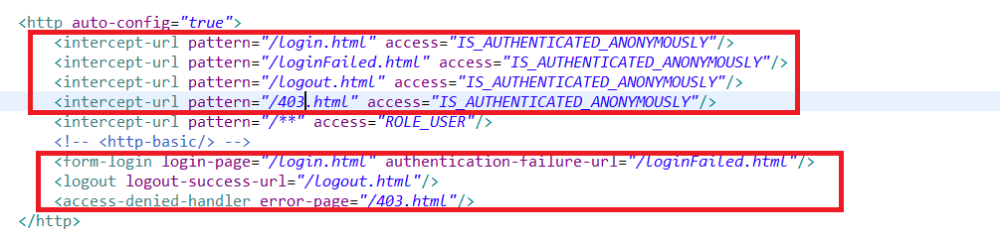 <http auto-config="true">
<intercept-url pattern="/login.html" access="IS_AUTHENTICATED_ANONYMOUSLY"/>
<intercept-url pattern="/loginFailed.html" access="IS_AUTHENTICATED_ANONYMOUSLY"/>
<intercept-url pattern="/logout.html" access="IS_AUTHENTICATED_ANONYMOUSLY"/>
<intercept-url pattern="/403.html" access="IS_AUTHENTICATED_ANONYMOUSLY"/>
<intercept-url pattern="/**" access="ROLE_USER"/>
<!-- <http-basic/> -->
<form-login login-page="/login.html" authentication-failure-url="/loginFailed.html"/>
<logout logout-success-url="/logout.html"/>
<access-denied-handler error-page="/403.html"/>
</http>